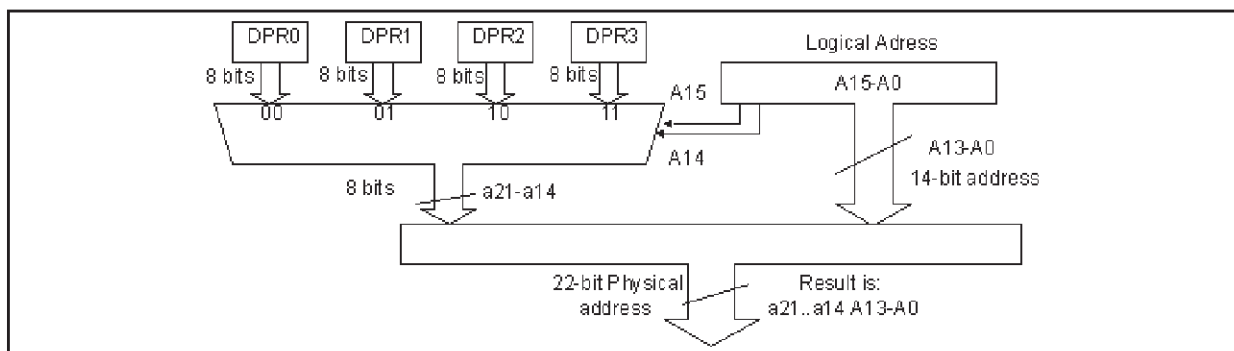 DPR0 DPR1 DPR2 DPR3
Logical Adress
8 bits 8 bits 8 bits 8 bits
A15-A0
A15
00 01 10 11
A14
A13-A0
14-bit address
8 bits
a21-a14
22-bit Physical
address
Result is:
a21..a14 A13-A0